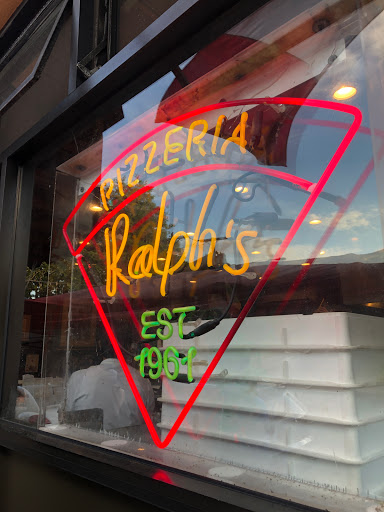 PIZZERIA
Ralph's
EST
1961